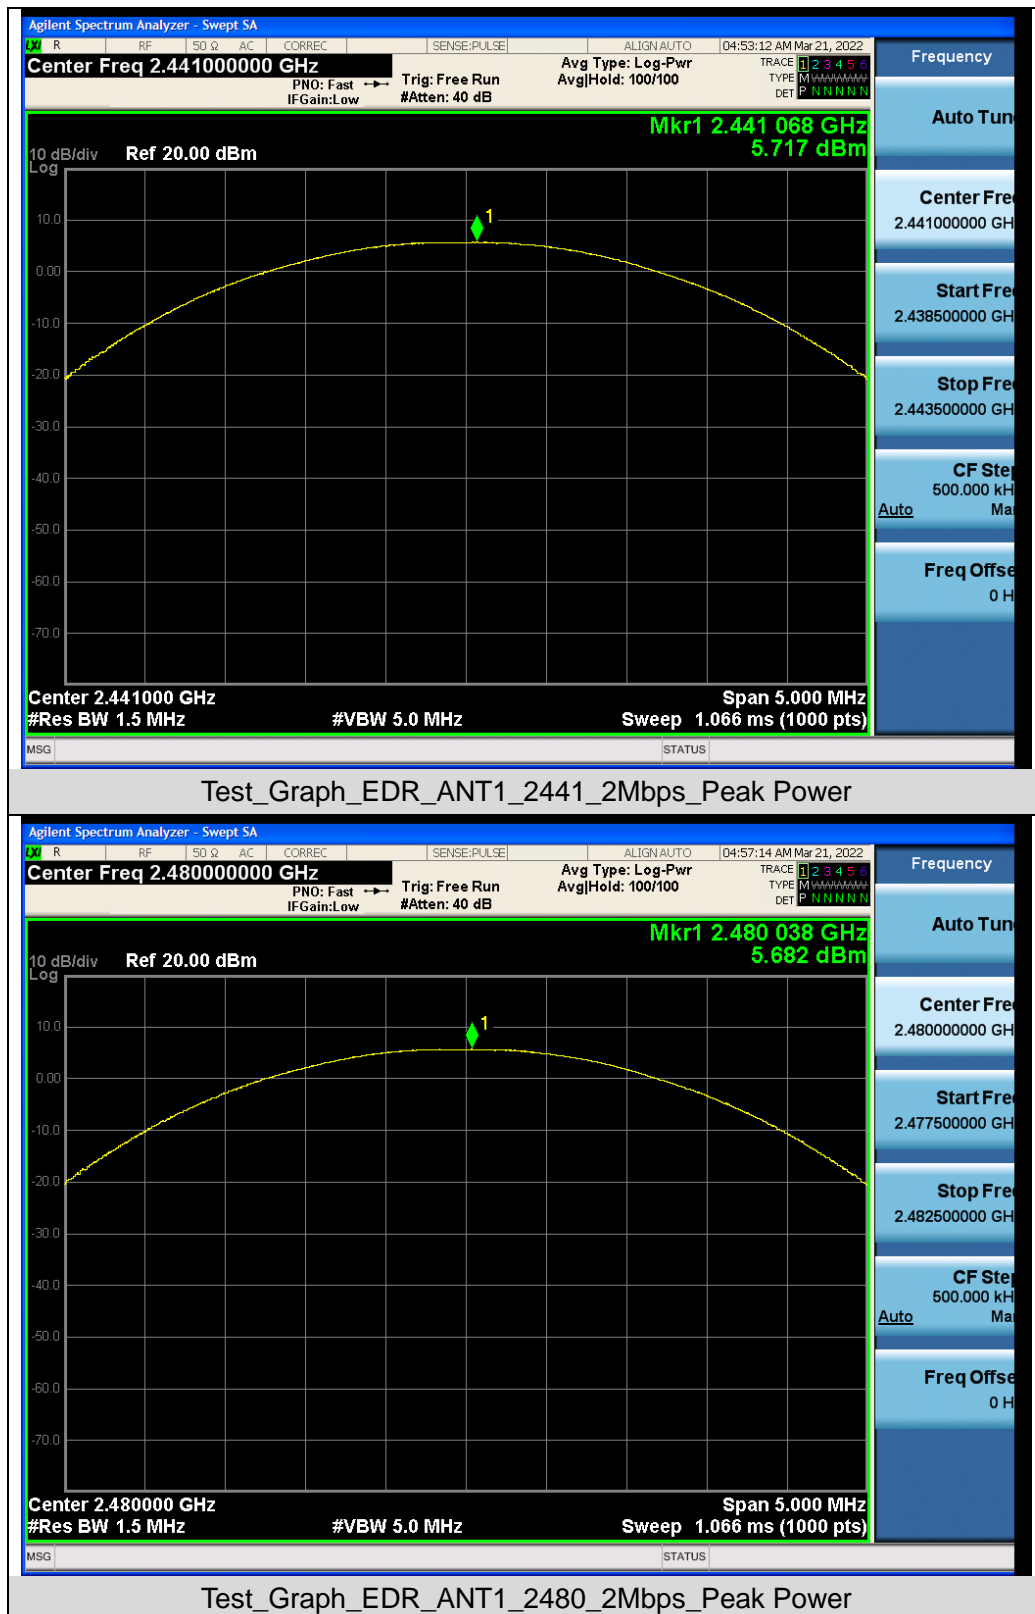 Agilent Spectrum Analyzer - Swept SA
LXI R RF 50 Ω AC CORREC SENSE:PULSE ALIGN AUTO 04:53:12 AM Mar 21, 2022
Center Freq 2.441000000 GHz
PNO: Fast
IFGain:Low
Trig: Free Run
#Atten: 40 dB
Avg Type: Log-Pwr
Avg|Hold: 100/100
TRACE 1 2 3 4 5 6
TYPE M
DET P N N N N N
Frequency
Auto Tun
Mkr1 2.441 068 GHz
5.717 dBm
10 dB/div Ref 20.00 dBm
Log
10.0
0.00
-10.0
-20.0
-30.0
-40.0
-50.0
-60.0
-70.0
1
Center Fre
2.441000000 GH
Start Fre
2.438500000 GH
Stop Fre
2.443500000 GH
CF Ste
500.000 kH
Auto Ma
Freq Offse
0 H
Center 2.441000 GHz Span 5.000 MHz
#Res BW 1.5 MHz #VBW 5.0 MHz Sweep 1.066 ms (1000 pts)
MSG STATUS
Test_Graph_EDR_ANT1_2441_2Mbps_Peak Power
Agilent Spectrum Analyzer - Swept SA
LXI R RF 50 Ω AC CORREC SENSE:PULSE ALIGN AUTO 04:57:14 AM Mar 21, 2022
Center Freq 2.480000000 GHz
PNO: Fast
IFGain:Low
Trig: Free Run
#Atten: 40 dB
Avg Type: Log-Pwr
Avg|Hold: 100/100
TRACE 1 2 3 4 5 6
TYPE M
DET P N N N N N
Frequency
Auto Tun
Mkr1 2.480 038 GHz
5.682 dBm
10 dB/div Ref 20.00 dBm
Log
10.0
0.00
-10.0
-20.0
-30.0
-40.0
-50.0
-60.0
-70.0
1
Center Fre
2.480000000 GH
Start Fre
2.477500000 GH
Stop Fre
2.482500000 GH
CF Ste
500.000 kH
Auto Ma
Freq Offse
0 H
Center 2.480000 GHz Span 5.000 MHz
#Res BW 1.5 MHz #VBW 5.0 MHz Sweep 1.066 ms (1000 pts)
MSG STATUS
Test_Graph_EDR_ANT1_2480_2Mbps_Peak Power